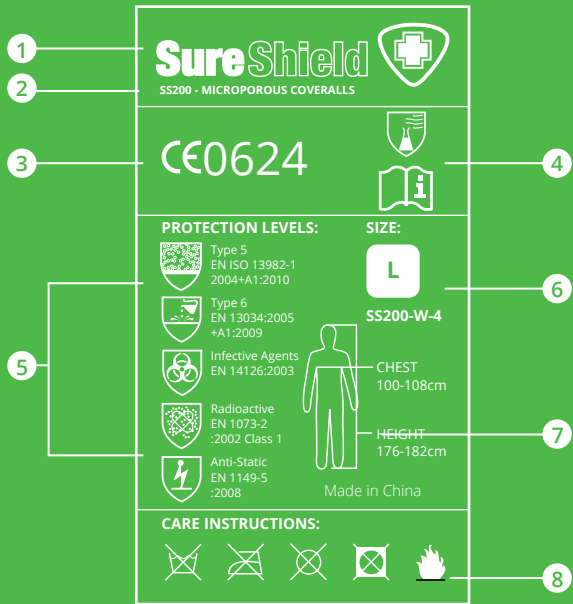 1
SureShield
2
SS200 - MICROPOROUS COVERALLS
3
CE0624
4
i
PROTECTION LEVELS:
Type 5
EN ISO 13982-1
2004+A1:2010
Type 6
EN 13034:2005
+A1:2009
5
Infective Agents
EN 14126:2003
Radioactive
EN 1073-2
:2002 Class 1
Anti-Static
EN 1149-5
:2008
SIZE:
L
6
SS200-W-4
CHEST
100-108cm
HEIGHT
7
176-182cm
Made in China
CARE INSTRUCTIONS:
8